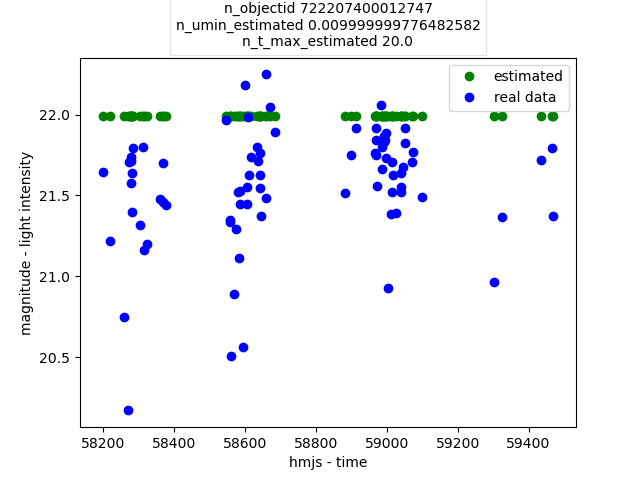 n_objectid 722207400012747
n_umin_estimated 0.009999999776482582
n_t_max_estimated 20.0
estimated
real data
22.0
21.5
21.0
20.5
magnitude - light intensity
58200 58400 58600 58800 59000 59200 59400
hmjs - time